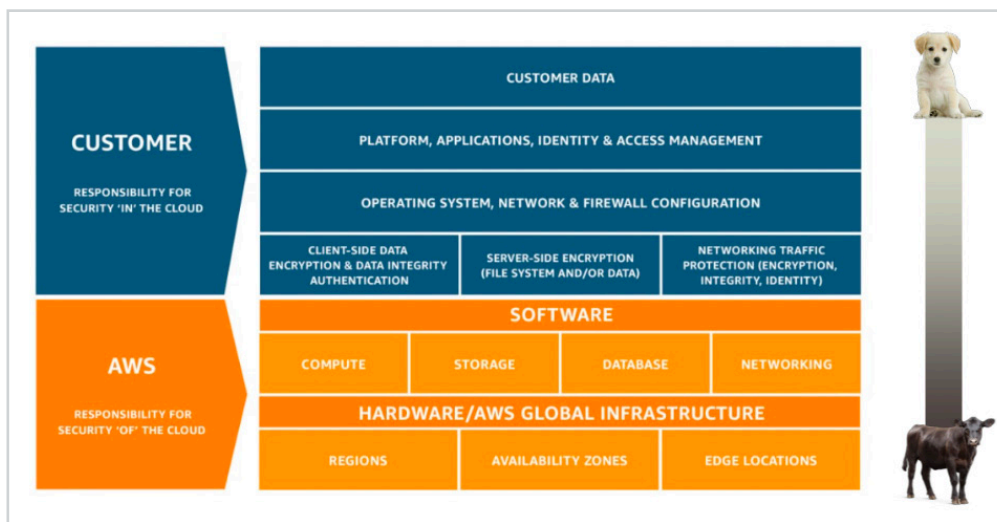 CUSTOMER
RESPONSIBILITY FOR
SECURITY 'IN' THE CLOUD
CUSTOMER DATA
PLATFORM, APPLICATIONS, IDENTITY & ACCESS MANAGEMENT
OPERATING SYSTEM, NETWORK & FIREWALL CONFIGURATION
CLIENT-SIDE DATA
ENCRYPTION & DATA INTEGRITY
AUTHENTICATION
SERVER-SIDE ENCRYPTION
(FILE SYSTEM AND/OR DATA)
NETWORKING TRAFFIC
PROTECTION (ENCRYPTION,
INTEGRITY, IDENTITY)
AWS
RESPONSIBILITY FOR
SECURITY 'OF' THE CLOUD
SOFTWARE
COMPUTE
STORAGE
DATABASE
NETWORKING
HARDWARE/AWS GLOBAL INFRASTRUCTURE
REGIONS
AVAILABILITY ZONES
EDGE LOCATIONS